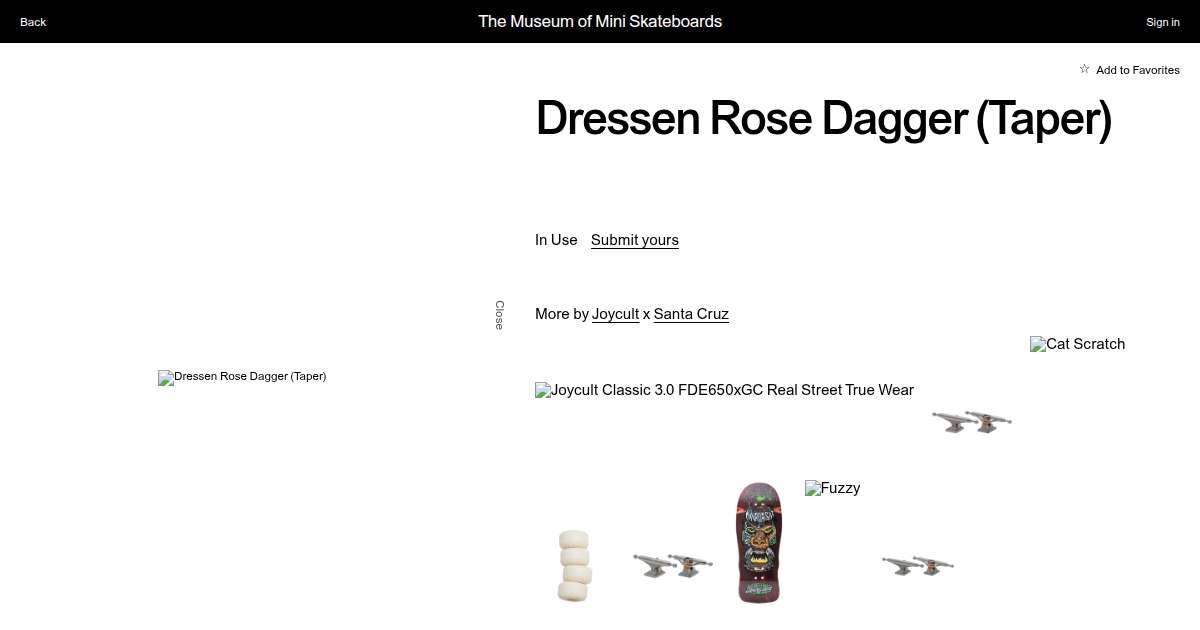 Back
The Museum of Mini Skateboards
Sign in
☆ Add to Favorites
Dressen Rose Dagger (Taper)
In Use Submit yours
Close
More by Joycult x Santa Cruz
Cat Scratch
Dressen Rose Dagger (Taper)
Joycult Classic 3.0 FDE650xGC Real Street True Wear
Fuzzy